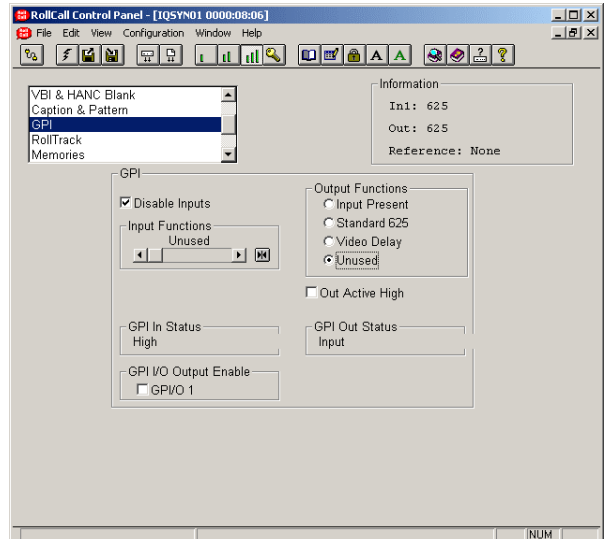 RollCall Control Panel - [IQSYN01 0000:08:06]
File Edit View Configuration Window Help
A A
VBI & HANC Blank
Caption & Pattern
GPI
RollTrack
Memories
Information
In1: 625
Out: 625
Reference: None
GPI
Disable Inputs
Input Functions
Unused
Output Functions
Input Present
Standard 625
Video Delay
Unused
Out Active High
GPI In Status
High
GPI Out Status
Input
GPI I/O Output Enable
GPI/O 1
NUM